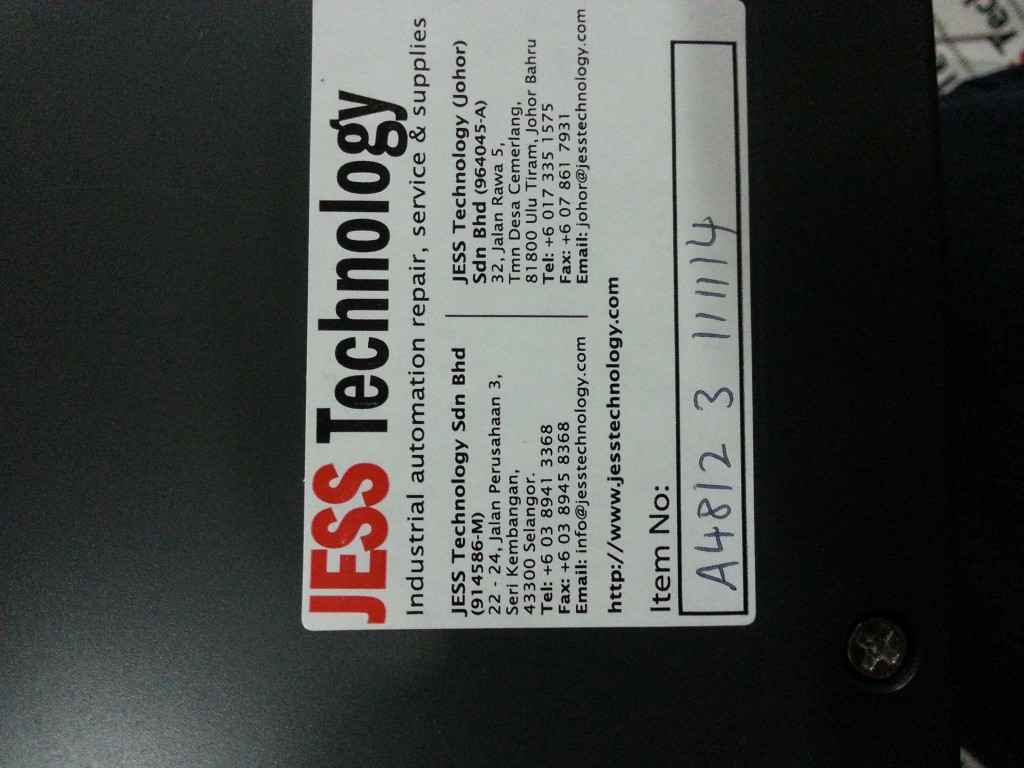 JESS Technology
Industrial automation repair, service & supplies
JESS Technology Sdn Bhd
(914586-M)
22 - 24, Jalan Perusahaan 3,
Seri Kembangan,
43300 Selangor.
Tel: +6 03 8941 3368
Fax: +6 03 8945 8368
Email: info@jesstechnology.com
JESS Technology (Johor)
Sdn Bhd (964045-A)
32, Jalan Rawa 5,
Tmn Desa Cemerlang,
81800 Ulu Tiram, Johor Bahru
Tel: +6 017 335 1575
Fax: +6 07 861 7931
Email: johor@jesstechnology.com
http://www.jesstechnology.com
Item No:
A4812 3 111114
Tech